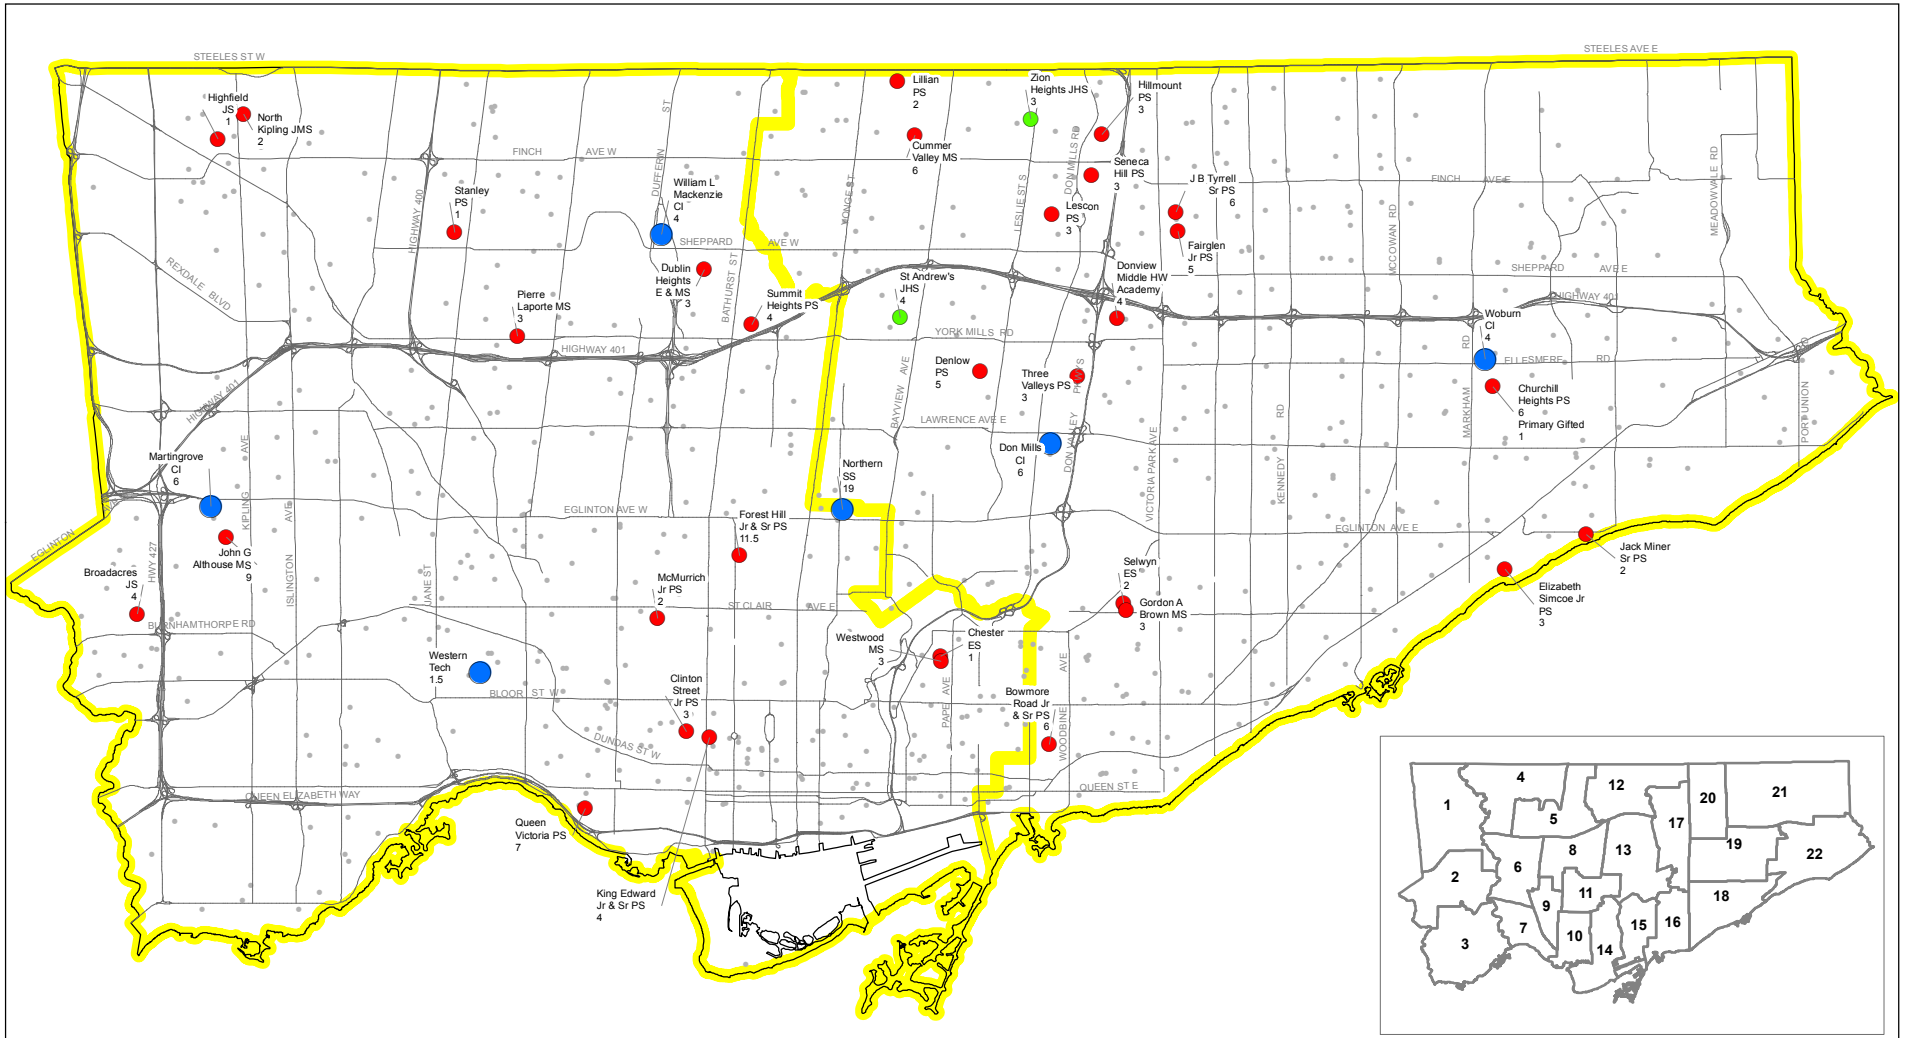 STEELES ST W
STEELES AVE E
Highfield
JS
1
North
Kipling JMS
2
Lillian
PS
2
Zion
Heights JHS
3
Hillmount
PS
3
Cummer
Valley MS
6
FINCH AVE W
DUFFERIN ST
HIGHWAY 400
Stanley
PS
1
William L
Mackenzie
CI
4
YONGE ST
LESLIE S
DON MILLS RD
Seneca
Hill PS
3
Lescon
PS
3
J B Tyrrell
Sr PS
6
Fairglen
Jr PS
5
FINCH AVE E
MCCOWAN RD
MEADOWVALE RD
SHEPPARD AVE W
REXDALE BLVD
Dublin
Heights
E & MS
3
BATHURST ST
Pierre
Laporte MS
3
Summit
Heights PS
4
St Andrew's
JHS
4
Donview
Middle HW
Academy
4
SHEPPARD AVE E
HIGHWAY 401
Woburn
CI
4
YORK MILLS RD
HIGHWAY 401
ELLESMERE RD
HIGHWAY 401
BAYVIEW AVE
Denlow
PS
5
Three
Valleys PS
3
DON VALLEY PKWYS
LAWRENCE AVE E
Don Mills
CI
6
VICTORIA PARK AVE
KENNEDY RD
MARKHAM RD
Churchill
Heights PS
6
Primary Gifted
1
PORT UNION RD
Martingrove
CI
6
KIPLING AVE
Northern
SS
19
EGLINTON AVE W
EGLINTON AVE E
EGLINTON
HWY 427
ISLINGTON AVE
John G
Althouse MS
9
Forest Hill
Jr & Sr PS
11.5
Jack Miner
Sr PS
2
Elizabeth
Simcoe Jr
PS
3
Broadacres
JS
4
JANE ST
McMurrich
Jr PS
2
Selwyn
ES
2
Gordon A
Brown MS
3
ST CLAIR AVE E
BURNHAMTHORPE RD
Westwood
MS
3
Chester
ES
1
Western
Tech
1.5
BLOOR ST W
Clinton
Street
Jr PS
3
PAPE AVE
WOODBINE AVE
Bowmore
Road Jr
& Sr PS
6
DUNDAS ST W
QUEEN ELIZABETH WAY
QUEEN ST E
Queen
Victoria PS
7
King Edward
Jr & Sr PS
4
1
2
3
4
5
6
7
8
9
10
11
12
13
14
15
16
17
18
19
20
21
22